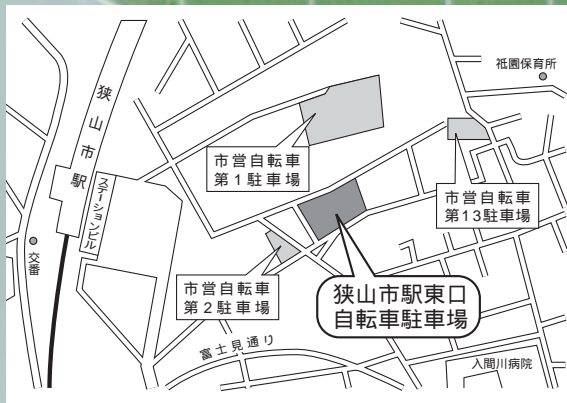 狭山市駅
ステーションビル
交番
市営自転車
第1駐車場
祇園保育所
市営自転車
第13駐車場
市営自転車
第2駐車場
狭山市駅東口
自転車駐車場
富士見通り
入間川病院